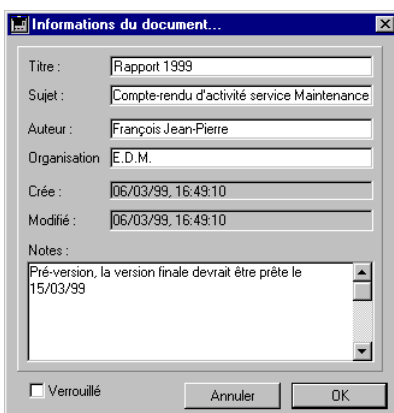 Informations du document...
Titre : Rapport 1999
Sujet : Compte-rendu d'activité service Maintenance
Auteur : François Jean-Pierre
Organisation E.D.M.
Crée : 06/03/99, 16:49:10
Modifié : 06/03/99, 16:49:10
Notes :
Pré-version, la version finale devrait être prête le
15/03/99
Verrouillé Annuler OK